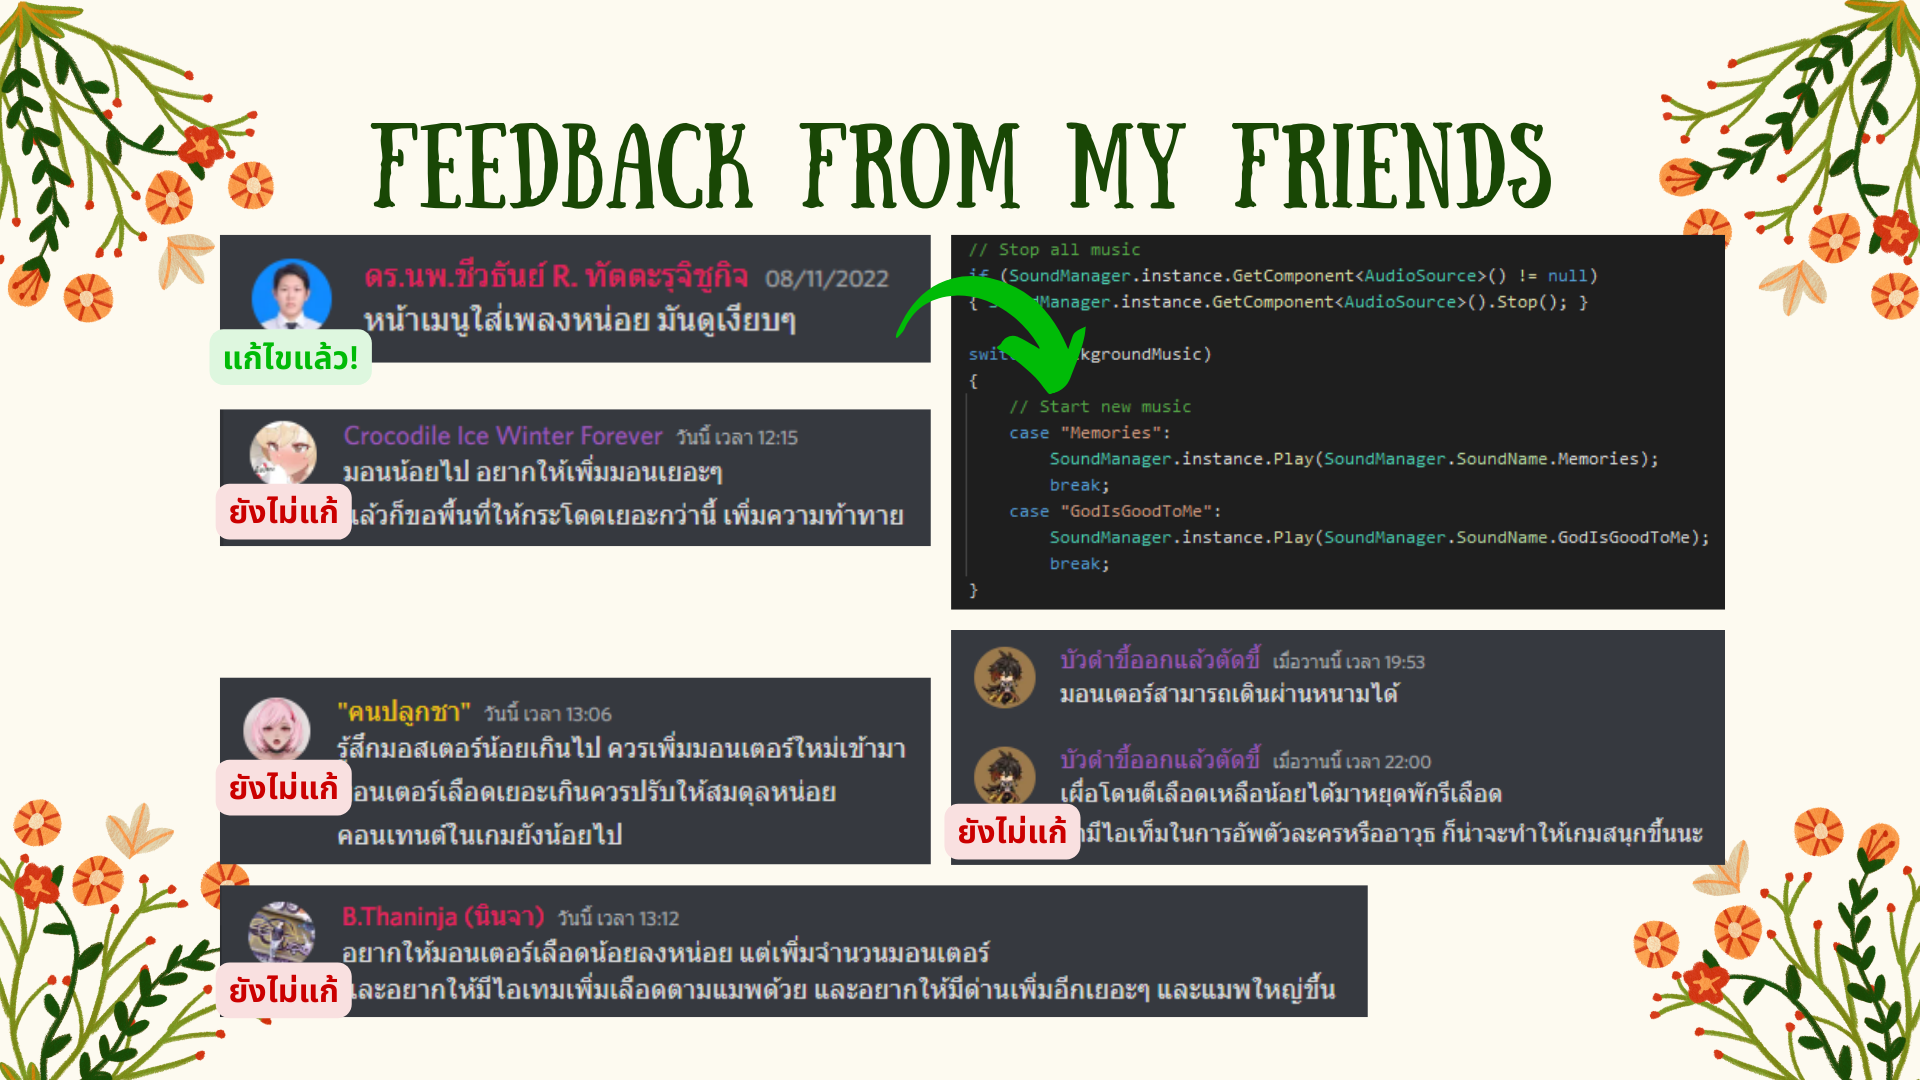 FEEDBACK FROM MY FRIENDS
ดร.นพ.ชีวธันย์ R. ทัตตะรุจิชูกิจ 08/11/2022
หน้าเมนูใส่เพลงหน่อย มันดูเงียบๆ
แก้ไขแล้ว!
// Stop all music
if (SoundManager.instance.GetComponent<AudioSource>() != null)
{ Manager.instance.GetComponent<AudioSource>().Stop(); }
kgroundMusic)
{
// Start new music
case "Memories":
SoundManager.instance.Play(SoundManager.SoundName.Memories);
break;
case "GodIsGoodToMe":
SoundManager.instance.Play(SoundManager.SoundName.GodIsGoodToMe);
break;
}
Crocodile Ice Winter Forever วันนี้ เวลา 12:15
มอนน้อยไป อยากให้เพิ่มมอนเยอะๆ
แล้วก็ขอพื้นที่ให้กระโดดเยอะกว่านี้ เพิ่มความท้าทาย
ยังไม่แก้
"คนปลูกชา" วันนี้ เวลา 13:06
รู้สึกมอสเตอร์น้อยเกินไป ควรเพิ่มมอนเตอร์ใหม่เข้ามา
อนเตอร์เลือดเยอะเกินควรปรับให้สมดุลหน่อย
คอนเทนต์ในเกมยังน้อยไป
ยังไม่แก้
บัวดำขี้ออกแล้วตัดขี้ เมื่อวานนี้ เวลา 19:53
มอนเตอร์สามารถเดินผ่านหนามได้
บัวดำขี้ออกแล้วตัดขี้ เมื่อวานนี้ เวลา 22:00
เผื่อโดนตีเลือดเหลือน้อยได้มาหยุดพักรีเลือด
มีไอเท็มในการอัพตัวละครหรืออาวุธ ก็น่าจะทำให้เกมสนุกขึ้นนะ
ยังไม่แก้
B.Thaninja (นินจา) วันนี้ เวลา 13:12
อยากให้มอนเตอร์เลือดน้อยลงหน่อย แต่เพิ่มจำนวนมอนเตอร์
และอยากให้มีไอเทมเพิ่มเลือดตามแมพด้วย และอยากให้มีด่านเพิ่มอีกเยอะๆ และแมพใหญ่ขึ้น
ยังไม่แก้